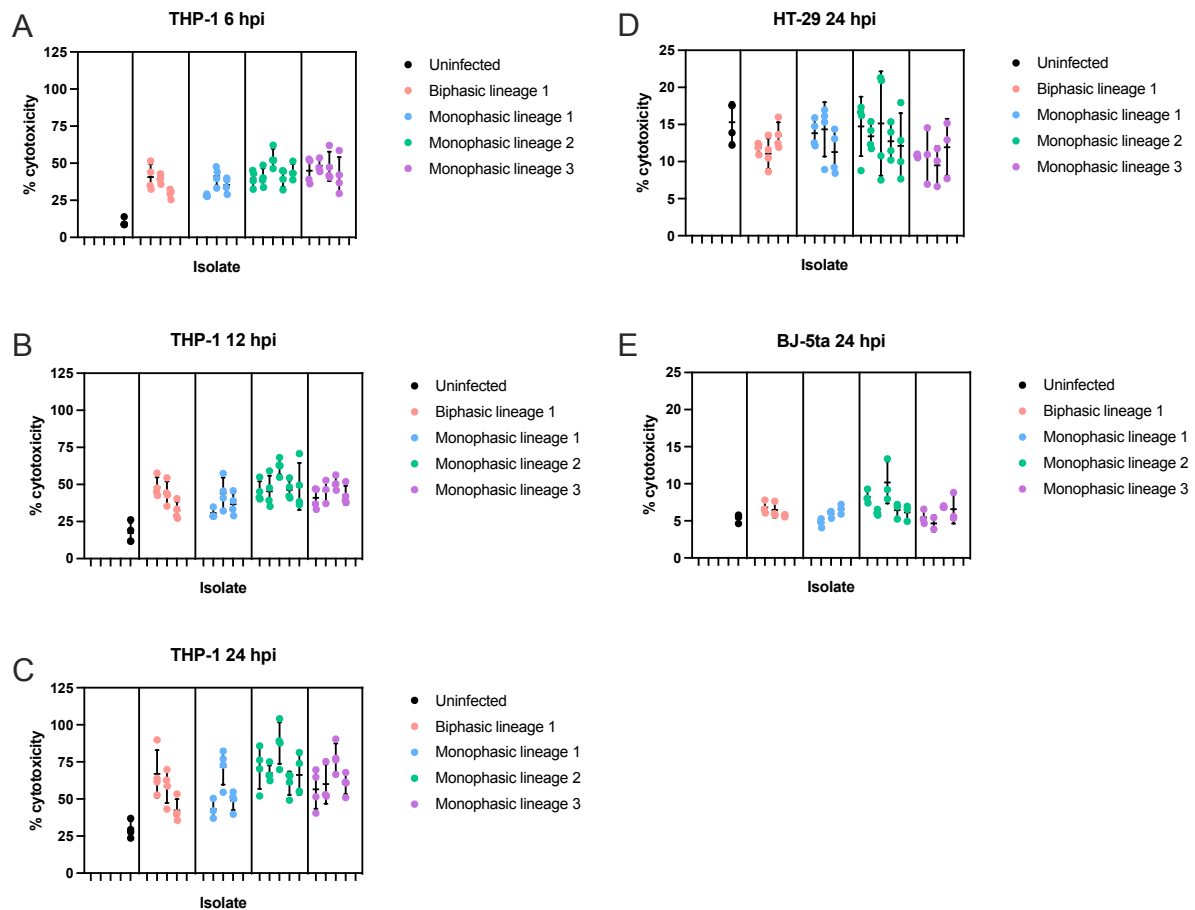 A
THP-1 6 hpi
% cytotoxicity
125
100
75
50
25
0
Isolate
Uninfected
Biphasic lineage 1
Monophasic lineage 1
Monophasic lineage 2
Monophasic lineage 3
B
THP-1 12 hpi
% cytotoxicity
125
100
75
50
25
0
Isolate
Uninfected
Biphasic lineage 1
Monophasic lineage 1
Monophasic lineage 2
Monophasic lineage 3
C
THP-1 24 hpi
% cytotoxicity
125
100
75
50
25
0
Isolate
Uninfected
Biphasic lineage 1
Monophasic lineage 1
Monophasic lineage 2
Monophasic lineage 3
D
HT-29 24 hpi
% cytotoxicity
25
20
15
10
5
0
Isolate
Uninfected
Biphasic lineage 1
Monophasic lineage 1
Monophasic lineage 2
Monophasic lineage 3
E
BJ-5ta 24 hpi
% cytotoxicity
25
20
15
10
5
0
Isolate
Uninfected
Biphasic lineage 1
Monophasic lineage 1
Monophasic lineage 2
Monophasic lineage 3